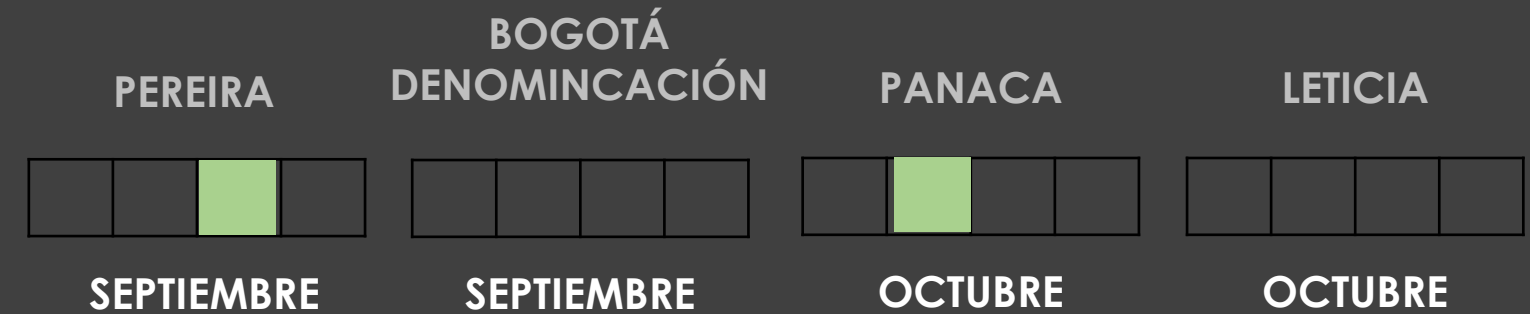 PEREIRA
BOGOTÁ
DENOMINCACIÓN
PANACA
LETICIA
SEPTIEMBRE
SEPTIEMBRE
OCTUBRE
OCTUBRE